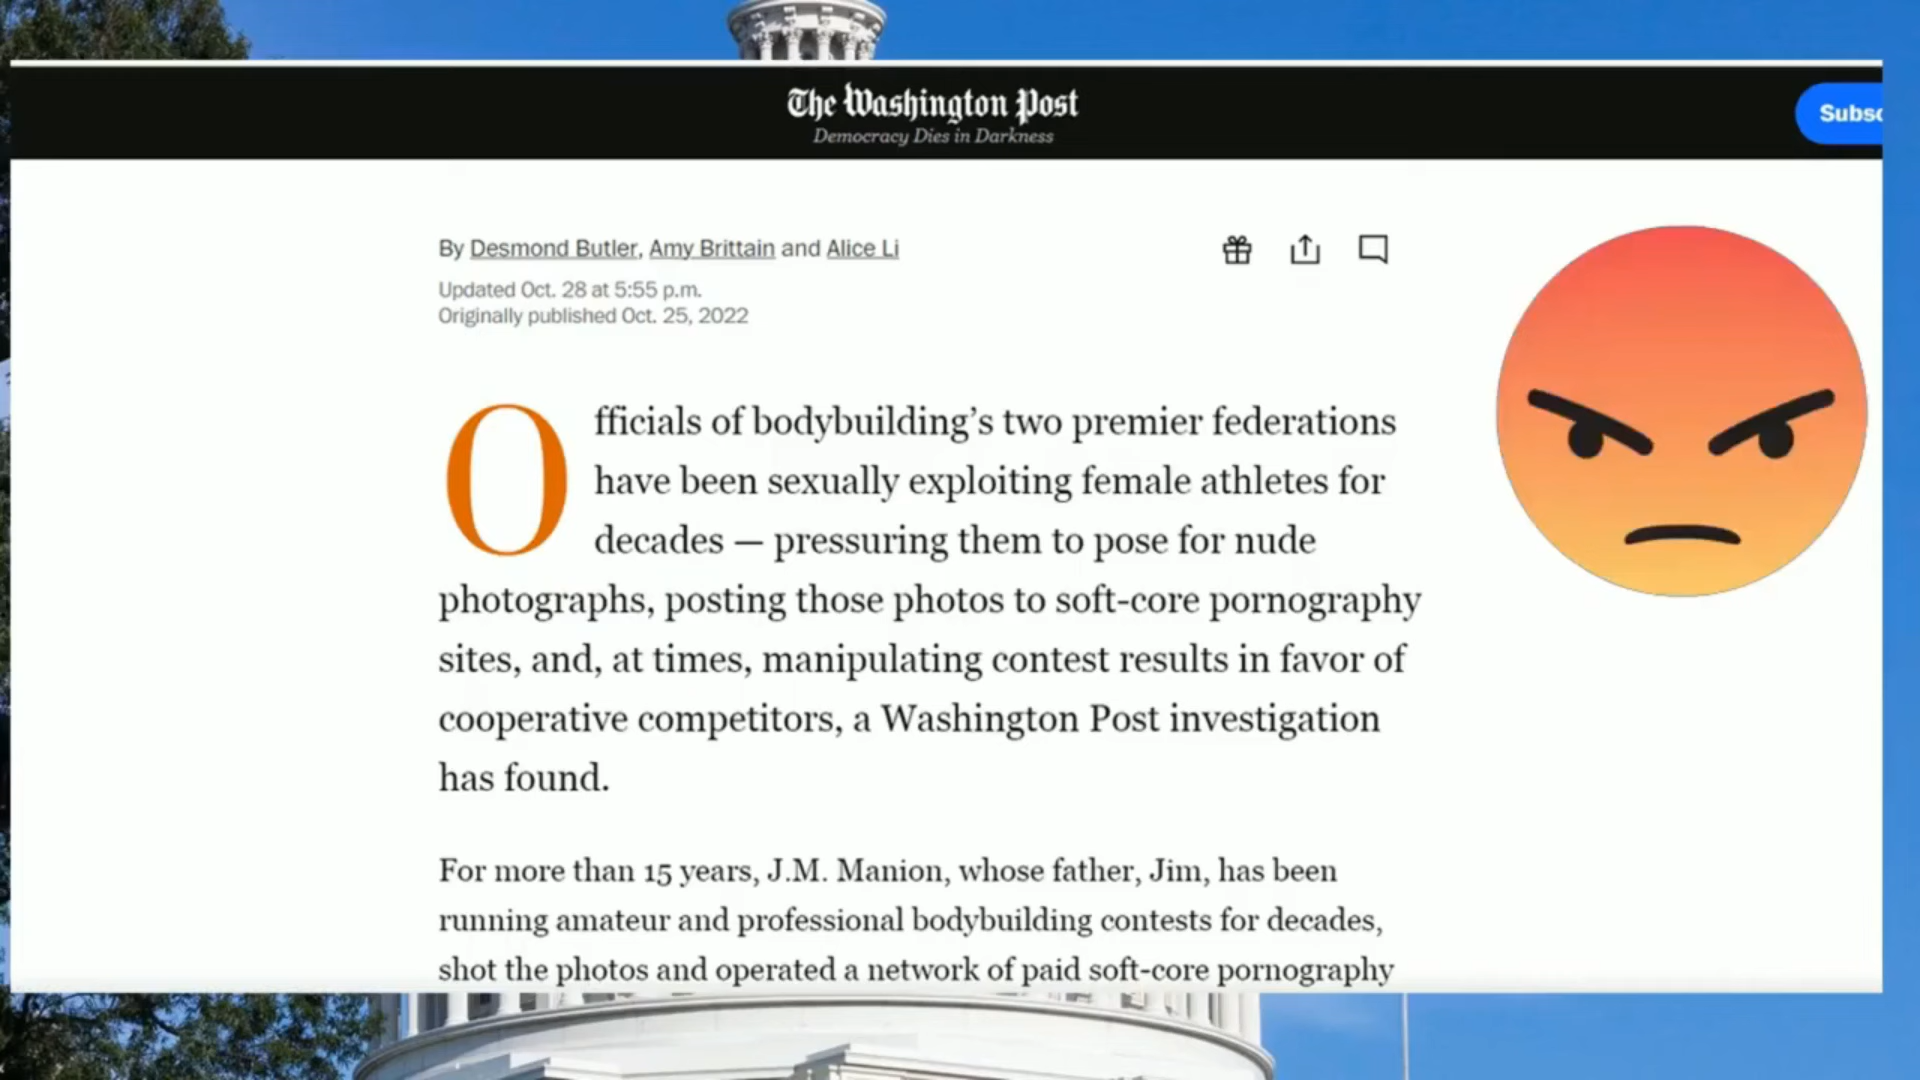 The Washington Post
Democracy Dies in Darkness
Subsc
By Desmond Butler, Amy Brittain and Alice Li
Updated Oct. 28 at 5:55 p.m.
Originally published Oct. 25, 2022
Officials of bodybuilding’s two premier federations
have been sexually exploiting female athletes for
decades — pressuring them to pose for nude
photographs, posting those photos to soft-core pornography
sites, and, at times, manipulating contest results in favor of
cooperative competitors, a Washington Post investigation
has found.
For more than 15 years, J.M. Manion, whose father, Jim, has been
running amateur and professional bodybuilding contests for decades,
shot the photos and operated a network of paid soft-core pornography